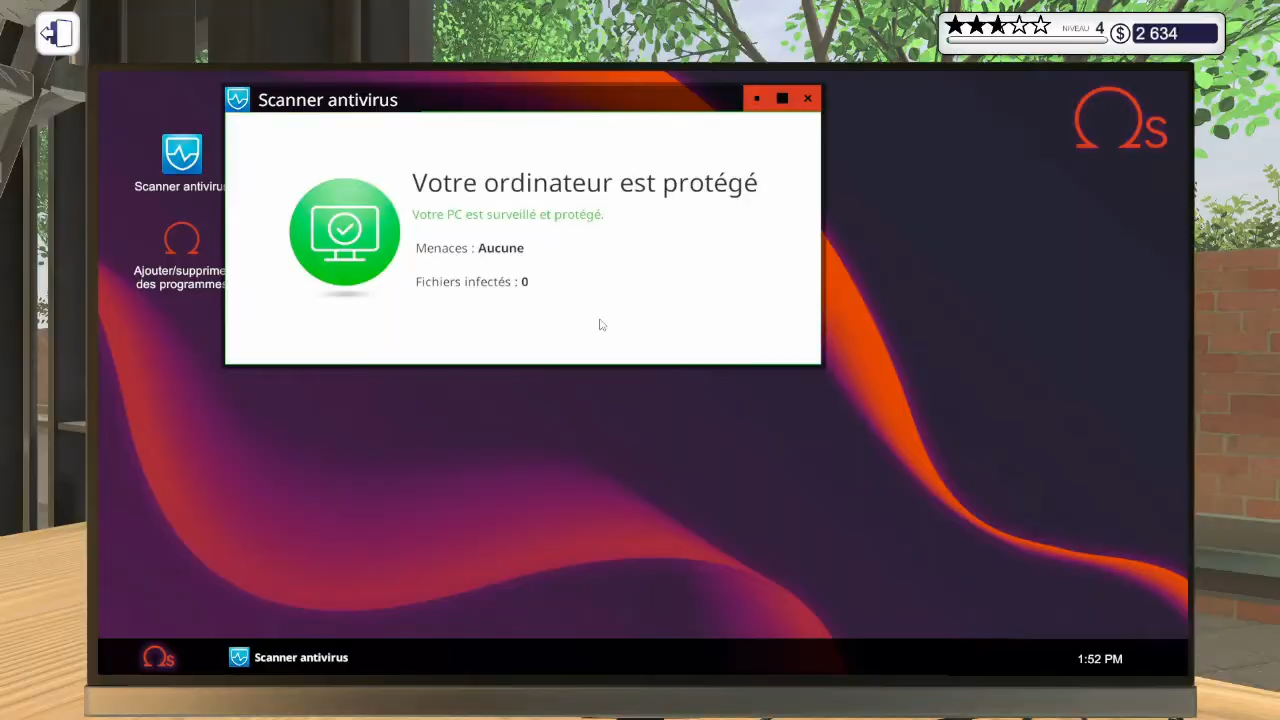 NIVEAU 4
$ 2 634
Scanner antivirus
Ωs
Scanner antiviru
Votre ordinateur est protégé
Votre PC est surveillé et protégé.
Menaces : Aucune
Fichiers infectés : 0
Ajouter/supprime
des programmes
Ωs
Scanner antivirus
1:52 PM